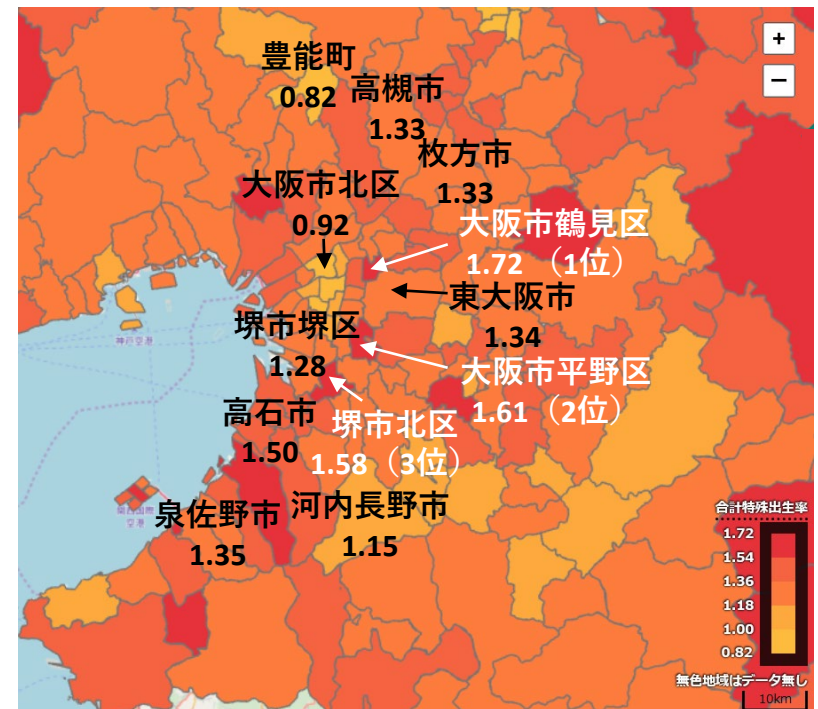 +
−
豊能町
0.82
高槻市
1.33
枚方市
1.33
大阪市北区
0.92
大阪市鶴見区
1.72（1位）
東大阪市
1.34
神戸空港
堺市堺区
1.28
大阪市平野区
1.61（2位）
高石市
1.50
堺市北区
1.58（3位）
泉佐野市
1.35
河内長野市
1.15
合計特殊出生率
1.72
1.54
1.36
1.18
1.00
0.82
無色地域はデータ無し
10km